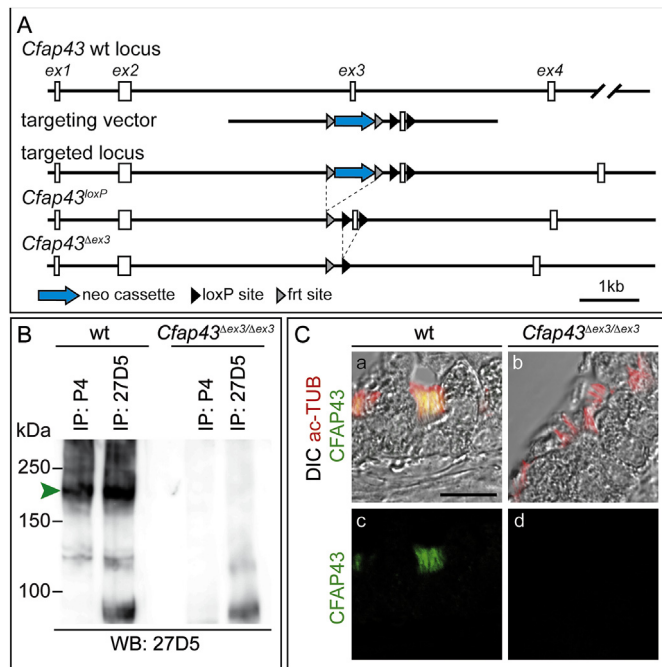 A
Cfap43 wt locus
ex1 ex2 ex3 ex4
targeting vector
targeted locus
Cfap43loxP
Cfap43Δex3
neo cassette loxP site frt site
1kb
B
wt Cfap43Δex3/Δex3
IP: P4 IP: 27D5 IP: P4 IP: 27D5
kDa
250
150
100
WB: 27D5
C
wt Cfap43Δex3/Δex3
DIC ac-TUB
CFAP43
a b
CFAP43
c d